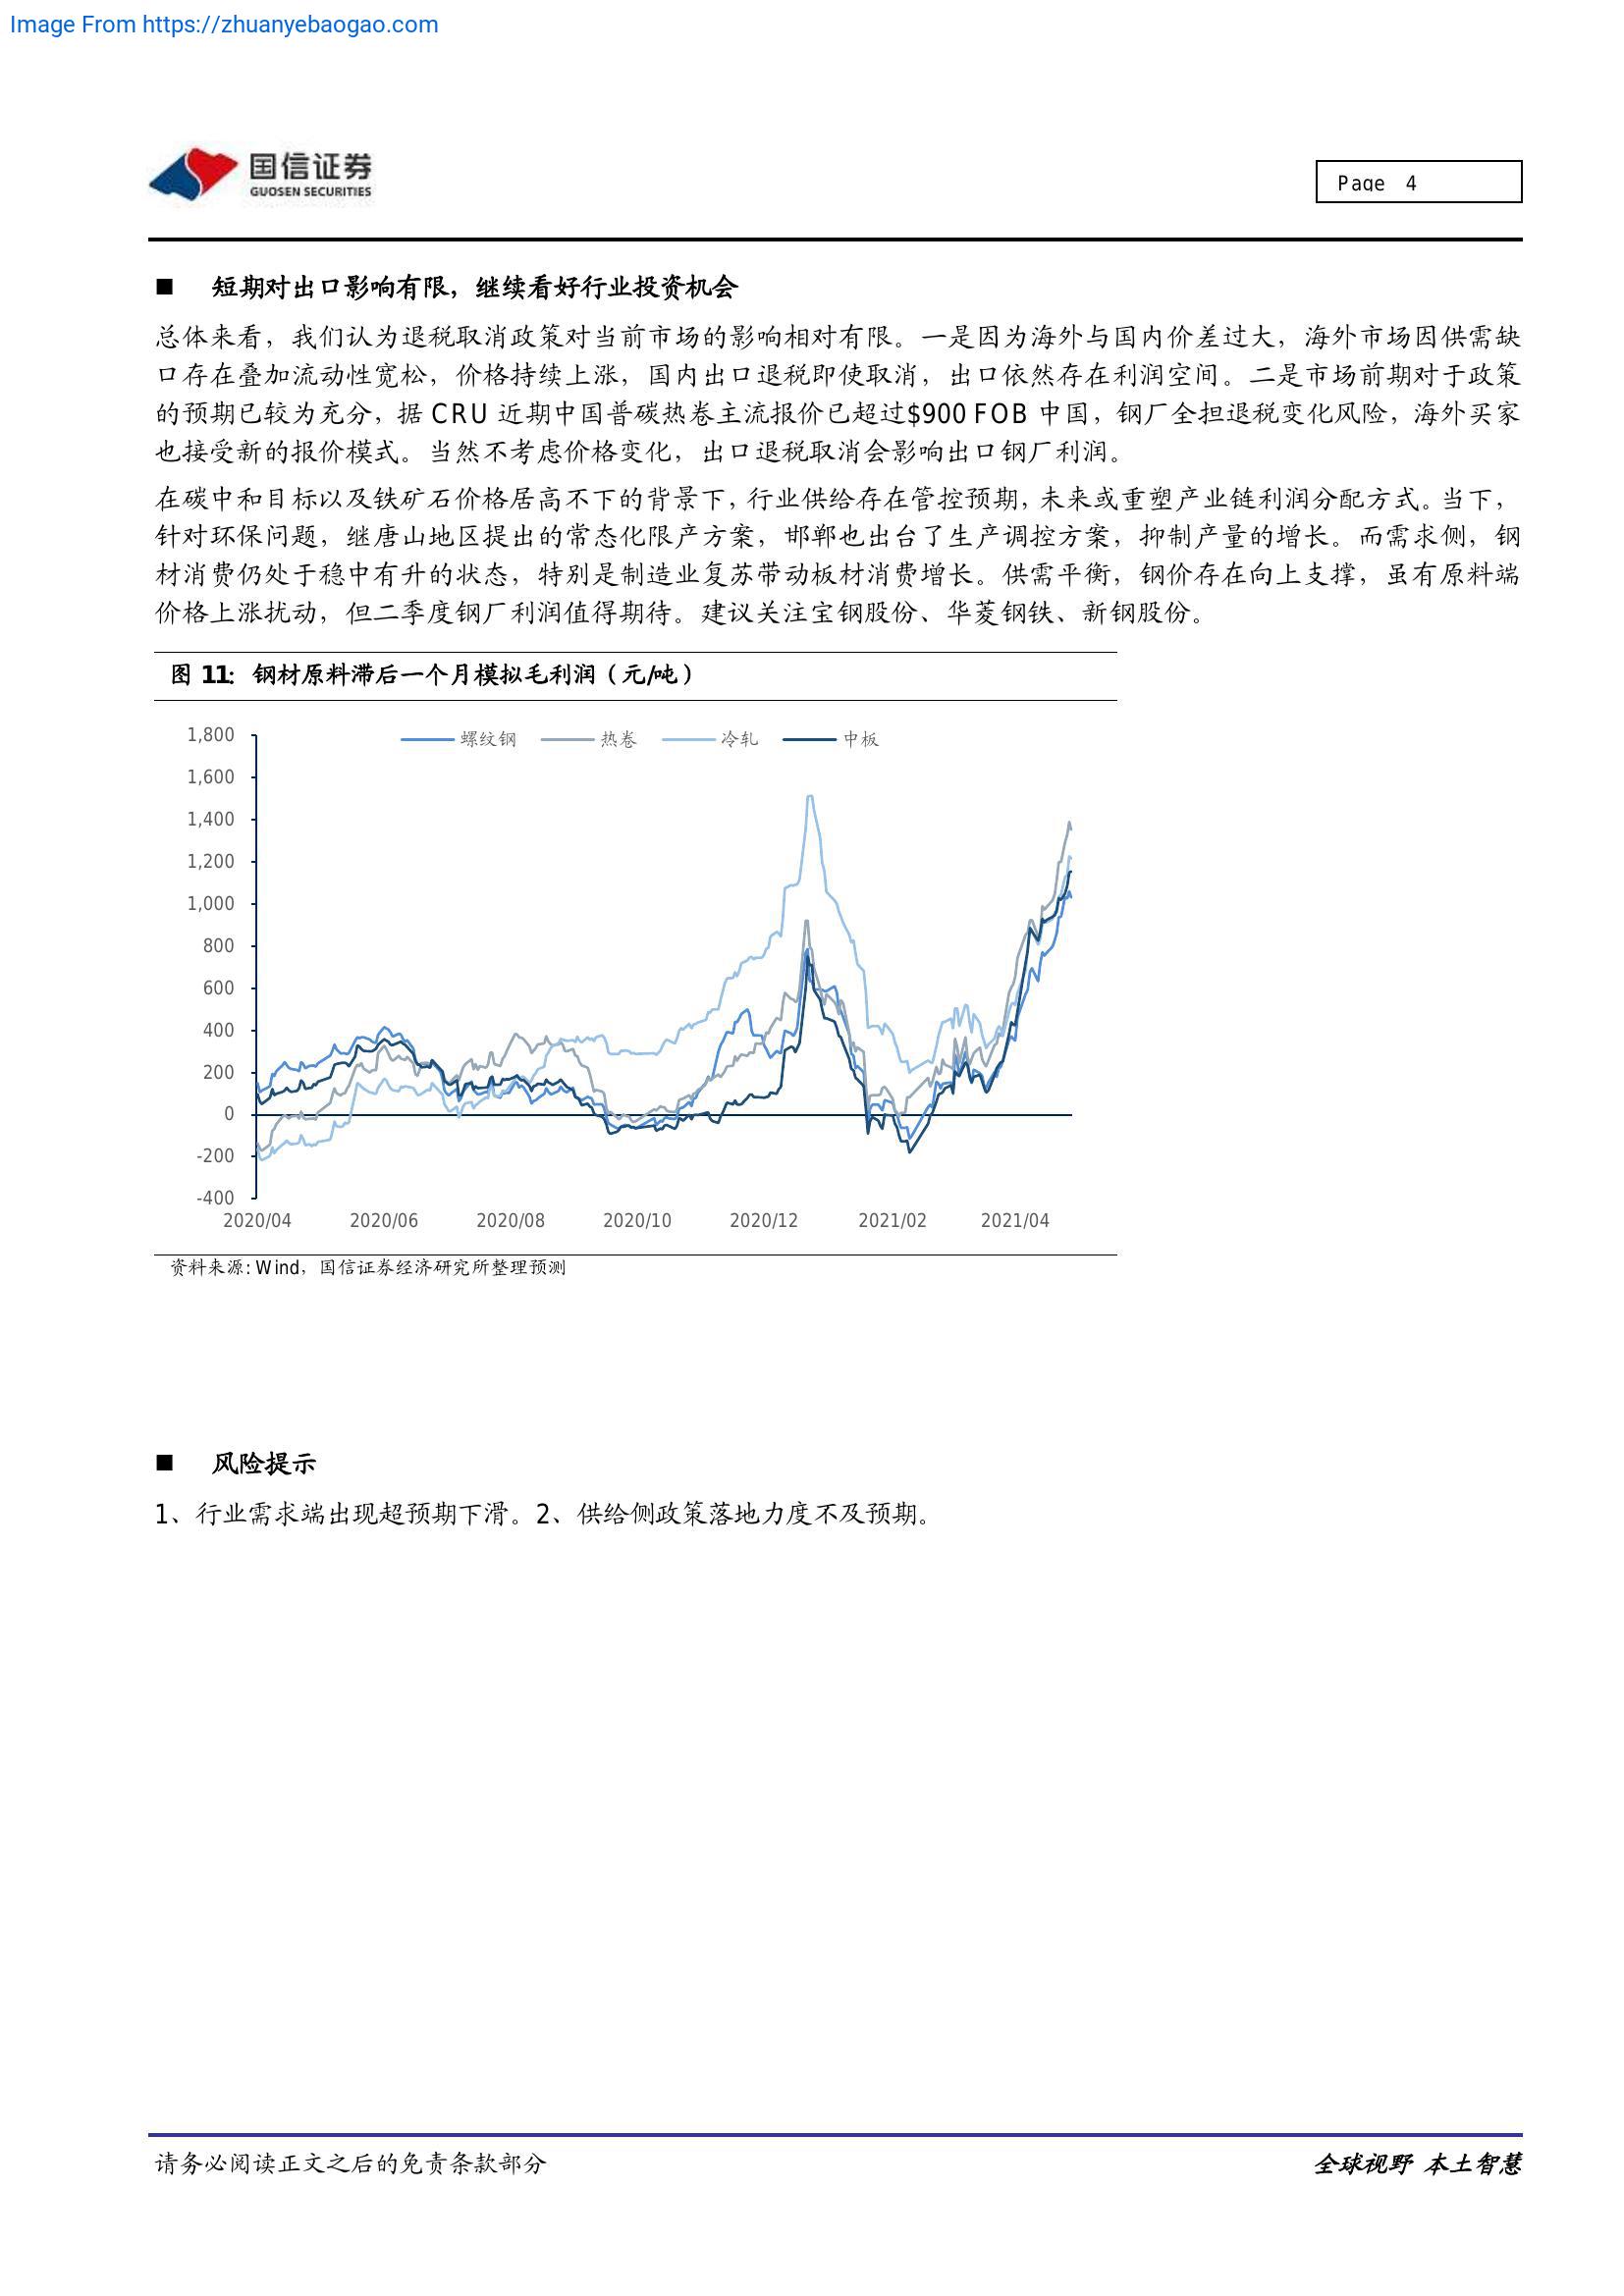 Image From https://zhuanyebaogao.com
国信证券
GUOSEN SECURITIES
Page 4
■ 短期对出口影响有限，继续看好行业投资机会
总体来看，我们认为退税取消政策对当前市场的影响相对有限。一是因为海外与国内价差过大，海外市场因供需缺
口存在叠加流动性宽松，价格持续上涨，国内出口退税即使取消，出口依然存在利润空间。二是市场前期对于政策
的预期已较为充分，据 CRU 近期中国普碳热卷主流报价已超过$900 FOB 中国，钢厂全担退税变化风险，海外买家
也接受新的报价模式。当然不考虑价格变化，出口退税取消会影响出口钢厂利润。
在碳中和目标以及铁矿石价格居高不下的背景下，行业供给存在管控预期，未来或重塑产业链利润分配方式。当下，
针对环保问题，继唐山地区提出的常态化限产方案，邯郸也出台了生产调控方案，抑制产量的增长。而需求侧，钢
材消费仍处于稳中有升的状态，特别是制造业复苏带动板材消费增长。供需平衡，钢价存在向上支撑，虽有原料端
价格上涨扰动，但二季度钢厂利润值得期待。建议关注宝钢股份、华菱钢铁、新钢股份。
图 11：钢材原料滞后一个月模拟毛利润（元/吨）
螺纹钢 热卷 冷轧 中板
1,800
1,600
1,400
1,200
1,000
800
600
400
200
0
-200
-400
2020/04 2020/06 2020/08 2020/10 2020/12 2021/02 2021/04
资料来源: Wind，国信证券经济研究所整理预测
■ 风险提示
1、行业需求端出现超预期下滑。2、供给侧政策落地力度不及预期。
请务必阅读正文之后的免责条款部分
全球视野 本土智慧